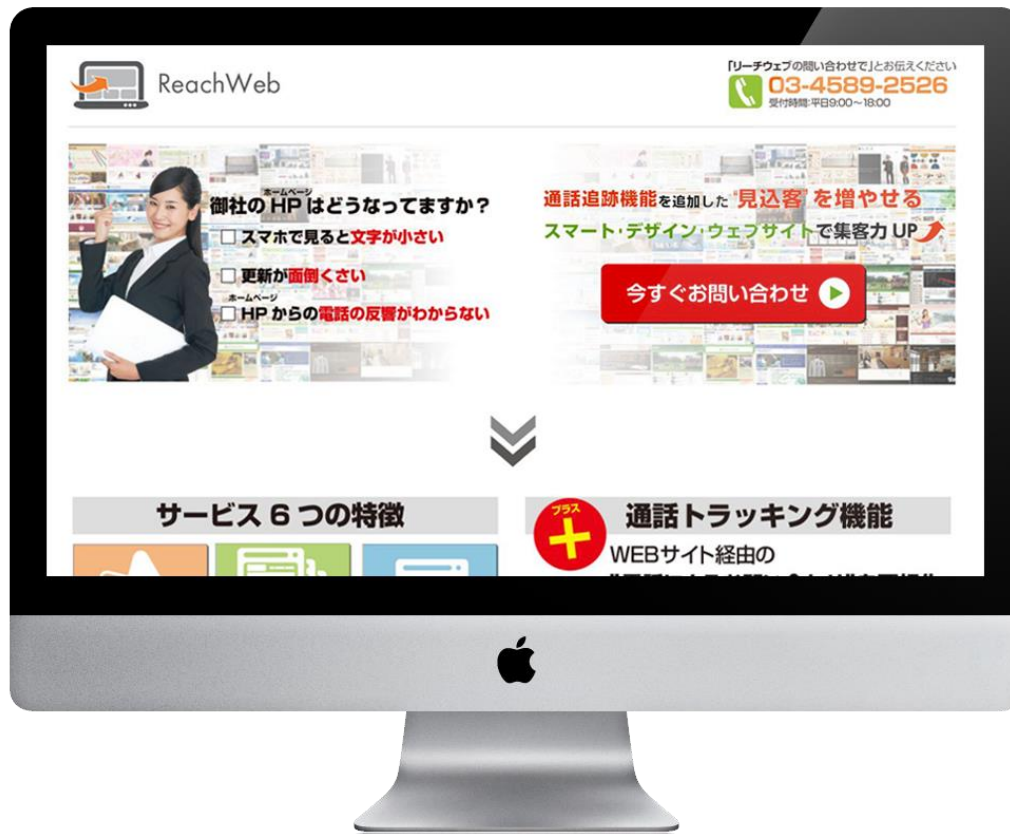 ReachWeb
「リーチウェブの問い合わせで」とお伝えください
03-4589-2526
受付時間:平日9:00～18:00
ホームページ
御社の HP はどうなってますか？
□ スマホで見ると文字が小さい
□ 更新が面倒くさい
ホームページ
□ HP からの電話の反響がわからない
通話追跡機能を追加した “見込客”を増やせる
スマート・デザイン・ウェブサイトで集客力 UP
今すぐお問い合わせ
サービス 6 つの特徴
プラス
通話トラッキング機能
WEBサイト経由の